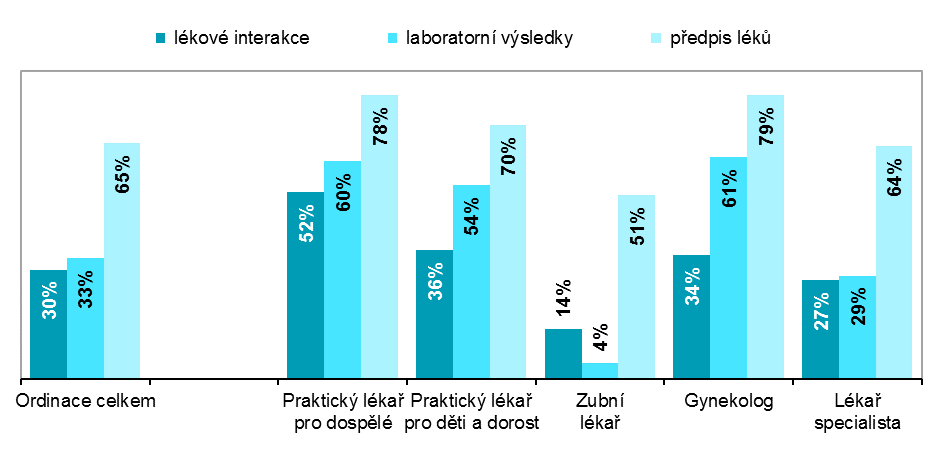 lékové interakce
laboratorní výsledky
předpis léků
30%
33%
65%
52%
60%
78%
36%
54%
70%
14%
4%
51%
34%
61%
79%
27%
29%
64%
Ordinace celkem
Praktický lékař
pro dospělé
Praktický lékař
pro děti a dorost
Zubní
lékař
Gynekolog
Lékař
specialista